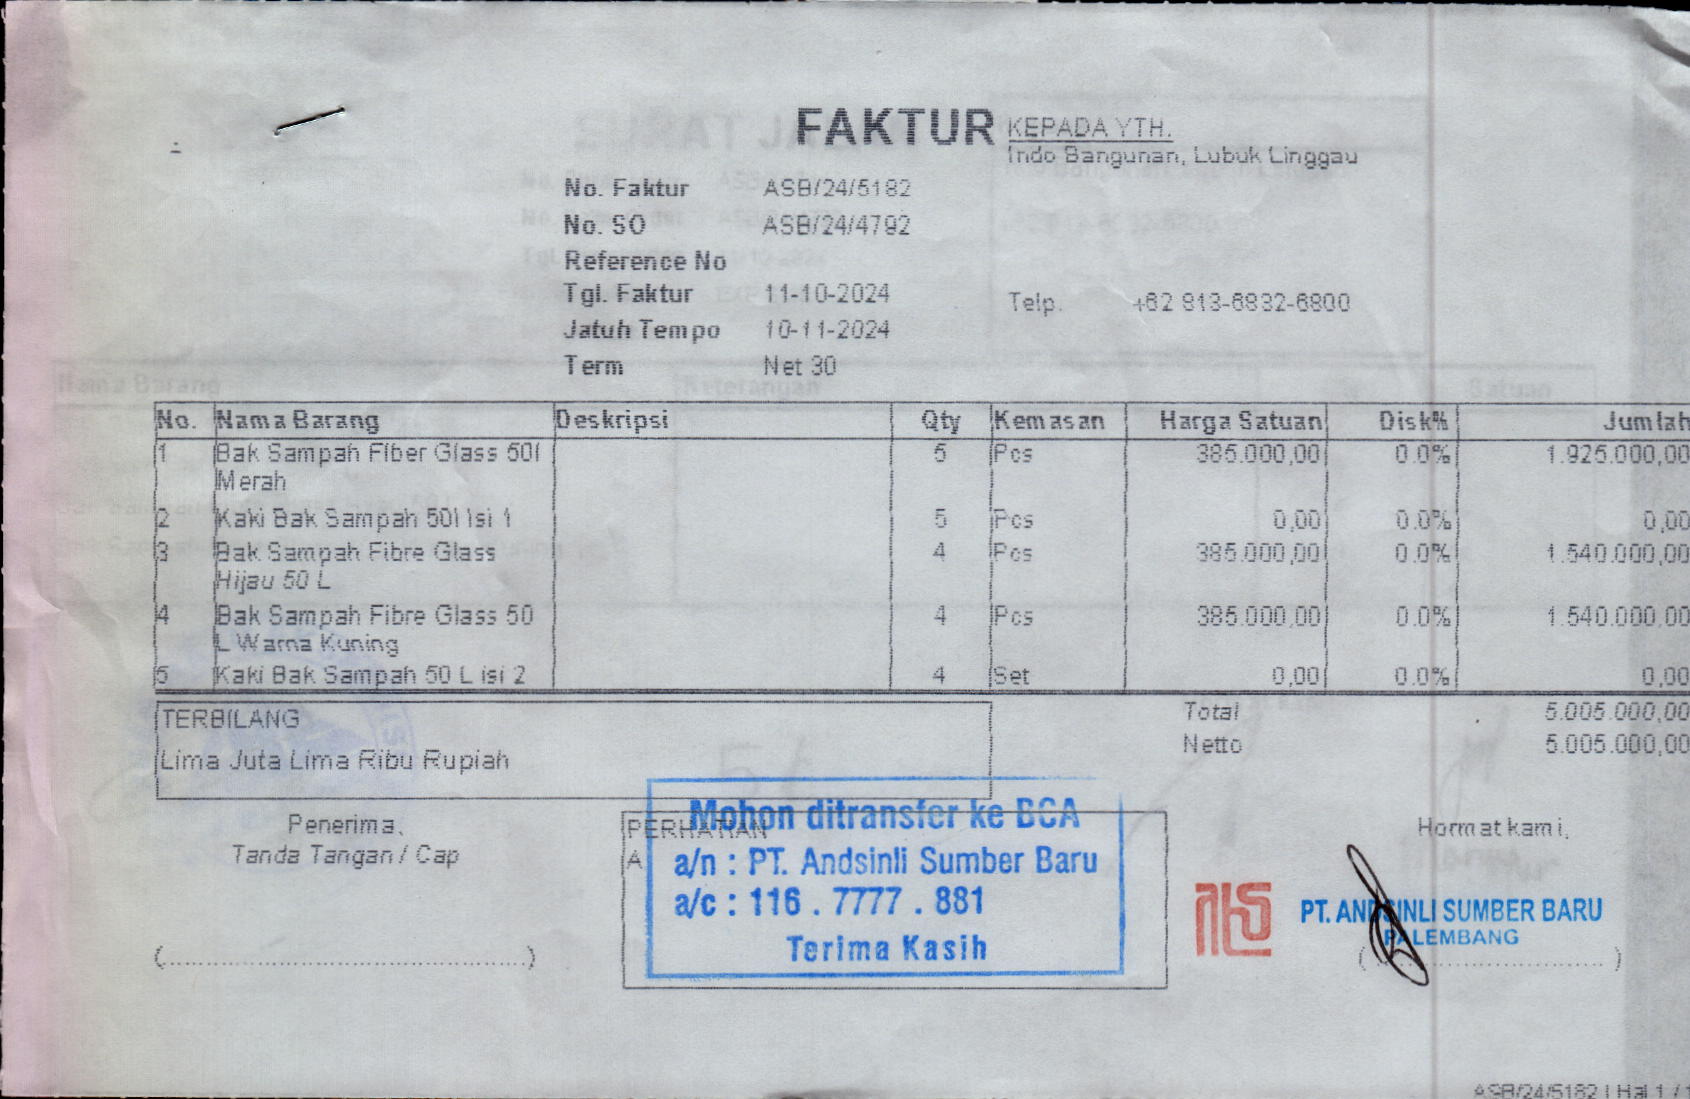 FAKTUR
KEPADA YTH.
Indo Bangunan, Lubuk Linggau
No. Faktur ASB/24/5182
No. SO ASB/24/4792
Reference No
Tgl. Faktur 11-10-2024
Telp. +62 813-6832-6800
Jatuh Tempo 10-11-2024
Term Net 30
No. Nama Barang Deskripsi Qty Kemasan Harga Satuan Disk% Jumlah
1 Bak Sampah Fiber Glass 50l 5 Pcs 385.000,00 0.0% 1.925.000,00
Merah
2 Kaki Bak Sampah 50l Isi 1 5 Pcs 0,00 0.0% 0,00
3 Bak Sampah Fibre Glass 4 Pcs 385.000,00 0.0% 1.540.000,00
Hijau 50 L
4 Bak Sampah Fibre Glass 50 4 Pcs 385.000,00 0.0% 1.540.000,00
L Warna Kuning
5 Kaki Bak Sampah 50 L isi 2 4 Set 0,00 0.0% 0,00
TERBILANG
Lima Juta Lima Ribu Rupiah
Total 5.005.000,00
Netto 5.005.000,00
Penerima,
Tanda Tangan / Cap
(....................................................)
PERHATIAN
A
Mohon ditransfer ke BCA
a/n : PT. Andsinli Sumber Baru
a/c : 116 . 7777 . 881
Terima Kasih
Hormat kami,
PT. ANDSINLI SUMBER BARU
PALEMBANG
(....................................)
ASB/24/5182 | Hal 1 / 1